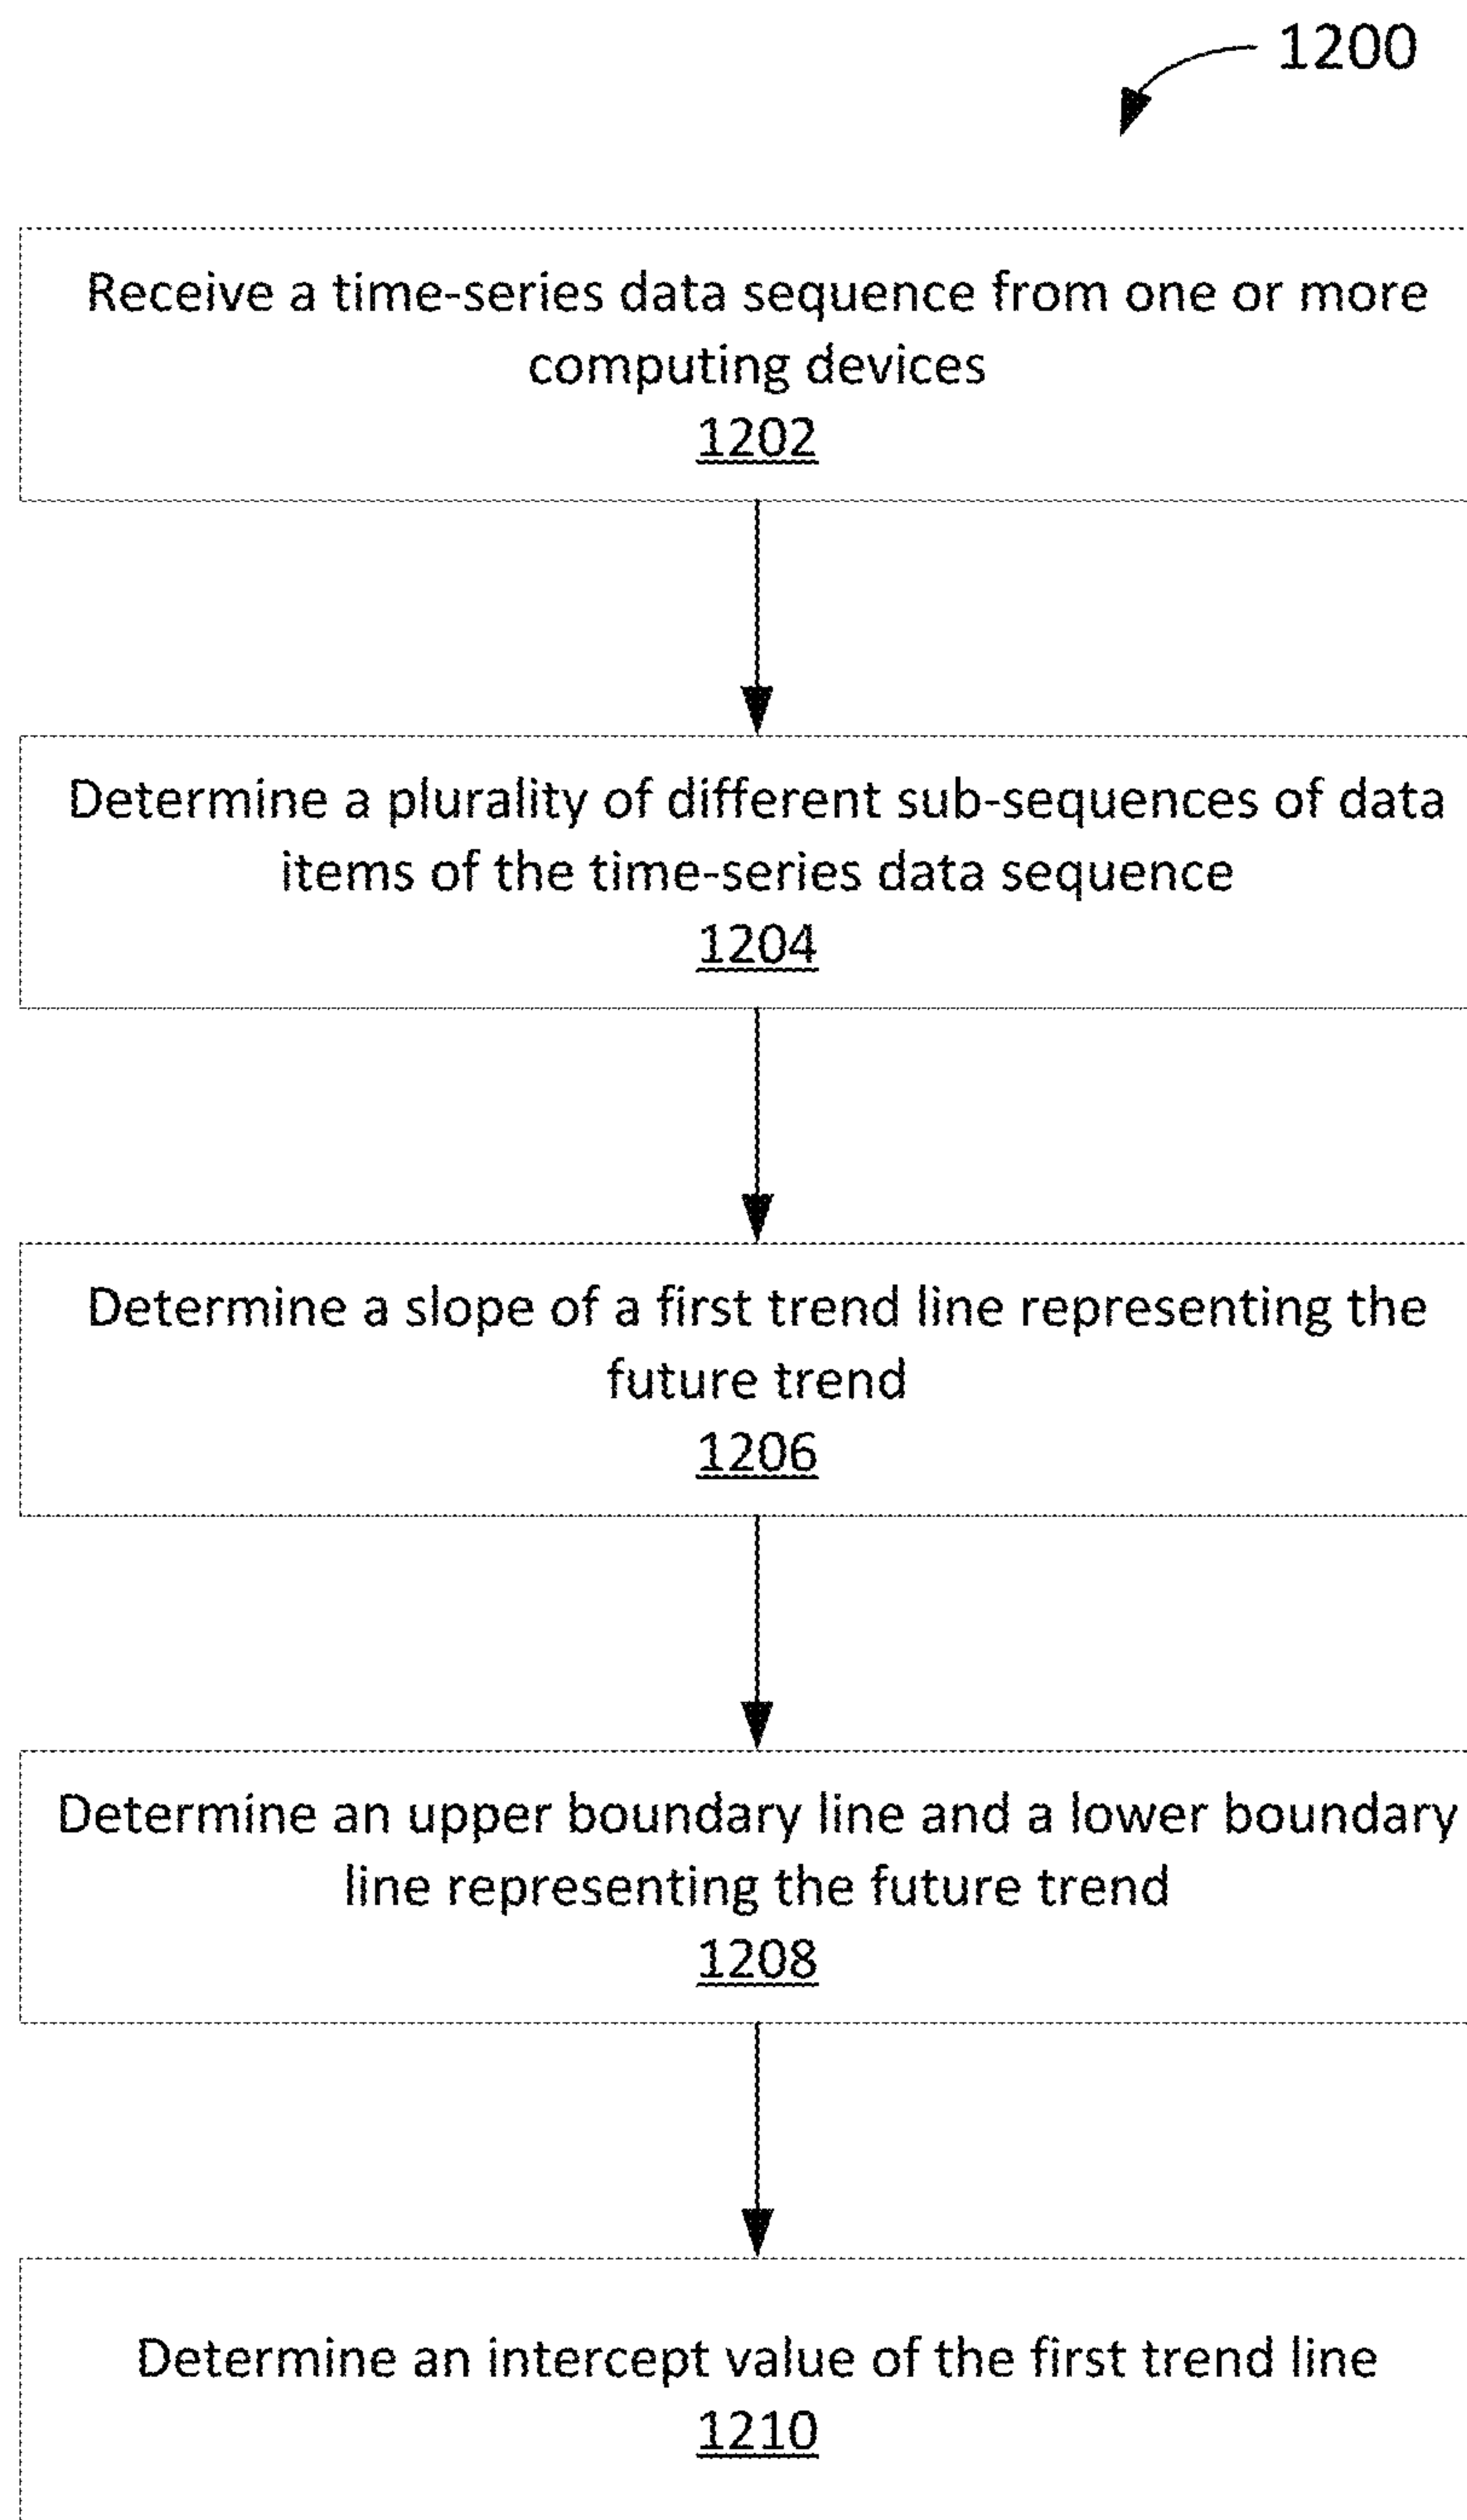 1200
Receive a time-series data sequence from one or more
computing devices
1202
Determine a plurality of different sub-sequences of data
items of the time-series data sequence
1204
Determine a slope of a first trend line representing the
future trend
1206
Determine an upper boundary line and a lower boundary
line representing the future trend
1208
Determine an intercept value of the first trend line
1210